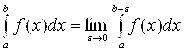 ∫_a^b f(x)dx = lim_{s→0} ∫_a^{b−s} f(x)dx